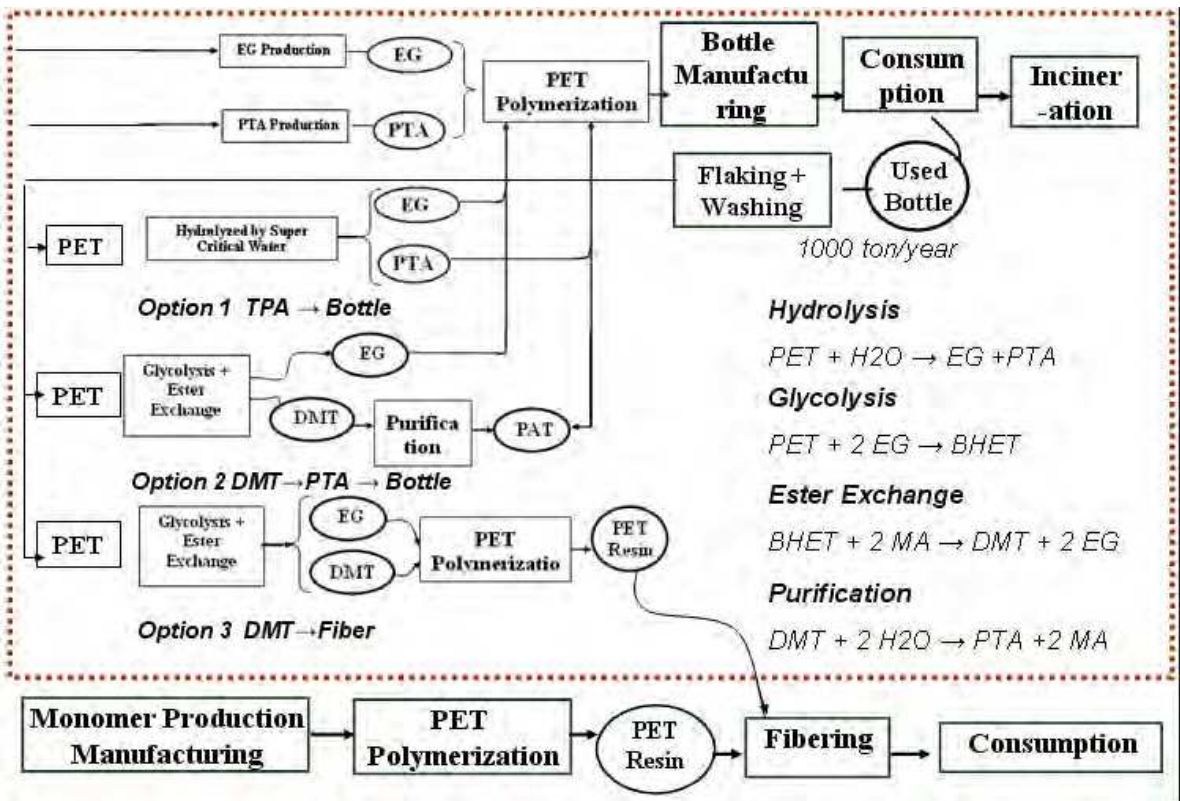 EG Production
EG
PTA Production
PTA
PET
Polymerization
Bottle
Manufactu
ring
Consum
ption
Inciner
-ation
Flaking +
Washing
Used
Bottle
1000 ton/year
PET
Hydrolyzed by Super
Critical Water
EG
PTA
Option 1 TPA → Bottle
PET
Glycolysis +
Ester
Exchange
EG
DMT
Purifica
tion
PAT
Option 2 DMT→PTA → Bottle
PET
Glycolysis +
Ester
Exchange
EG
DMT
PET
Polymerizatio
PET
Resin
Option 3 DMT→Fiber
Hydrolysis
PET + H2O → EG +PTA
Glycolysis
PET + 2 EG → BHET
Ester Exchange
BHET + 2 MA → DMT + 2 EG
Purification
DMT + 2 H2O → PTA +2 MA
Monomer Production
Manufacturing
PET
Polymerization
PET
Resin
Fibering
Consumption